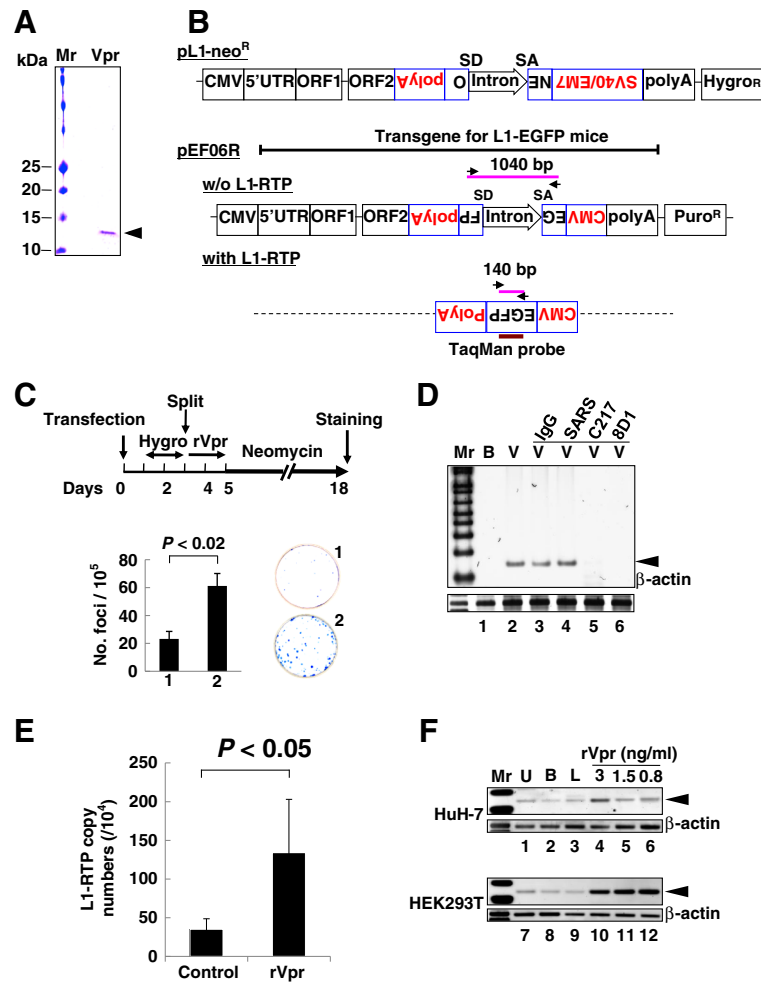 A
Mr Vpr
kDa
25
20
15
10
B
pL1-neoR
SD SA
CMV 5'UTR ORF1 ORF2 polyA O Intron NE SV40/EM7 polyA HygroR
Transgene for L1-EGFP mice
pEF06R
1040 bp
w/o L1-RTP
SD SA
CMV 5'UTR ORF1 ORF2 polyA FP Intron EG CMV polyA PuroR
with L1-RTP
140 bp
PolyA EGFP CMV
TaqMan probe
C
Split
Transfection Staining
Hygro rVpr Neomycin
Days 0 2 4 5 18
P < 0.02
No. foci / 10⁵
80
60
40
20
0
1 2
1
2
D
IgG SARS C217 8D1
Mr B V V V V V
β-actin
1 2 3 4 5 6
E
P < 0.05
L1-RTP copy numbers (/10⁴)
250
200
150
100
50
0
Control rVpr
F
rVpr (ng/ml)
Mr U B L 3 1.5 0.8
HuH-7
β-actin
1 2 3 4 5 6
HEK293T
β-actin
7 8 9 10 11 12